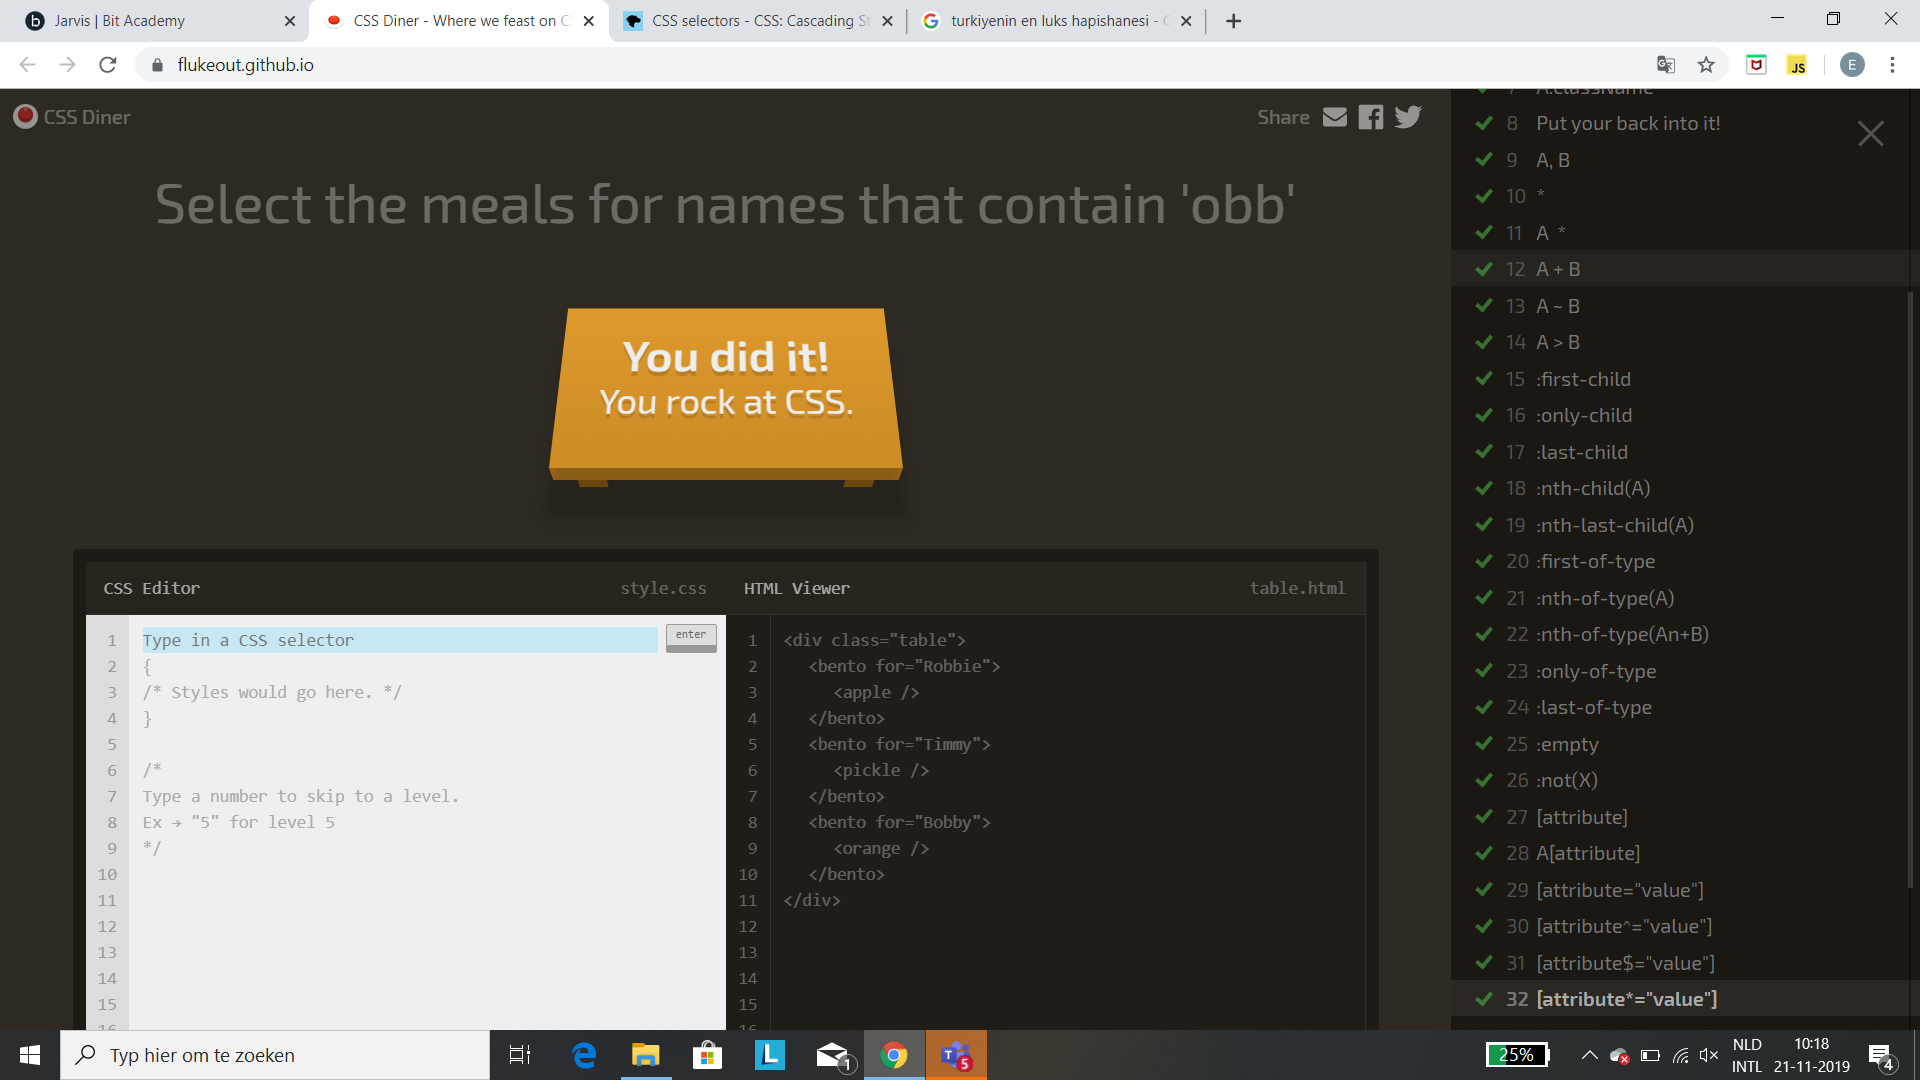 Jarvis | Bit Academy
CSS Diner - Where we feast on C
CSS selectors - CSS: Cascading St
turkiyenin en luks hapishanesi -
flukeout.github.io
JS
E
CSS Diner
Share
Select the meals for names that contain 'obb'
You did it!
You rock at CSS.
CSS Editor
style.css
HTML Viewer
table.html
1 Type in a CSS selector
enter
2 {
3 /* Styles would go here. */
4 }
5
6 /*
7 Type a number to skip to a level.
8 Ex → "5" for level 5
9 */
10
11
12
13
14
15
16
1 <div class="table">
2 <bento for="Robbie">
3 <apple />
4 </bento>
5 <bento for="Timmy">
6 <pickle />
7 </bento>
8 <bento for="Bobby">
9 <orange />
10 </bento>
11 </div>
12
13
14
15
16
7 A.className
8 Put your back into it!
9 A, B
10 *
11 A *
12 A + B
13 A ~ B
14 A > B
15 :first-child
16 :only-child
17 :last-child
18 :nth-child(A)
19 :nth-last-child(A)
20 :first-of-type
21 :nth-of-type(A)
22 :nth-of-type(An+B)
23 :only-of-type
24 :last-of-type
25 :empty
26 :not(X)
27 [attribute]
28 A[attribute]
29 [attribute="value"]
30 [attribute^="value"]
31 [attribute$="value"]
32 [attribute*="value"]
Typ hier om te zoeken
L
1
T
5
25%
NLD
INTL
10:18
21-11-2019
4